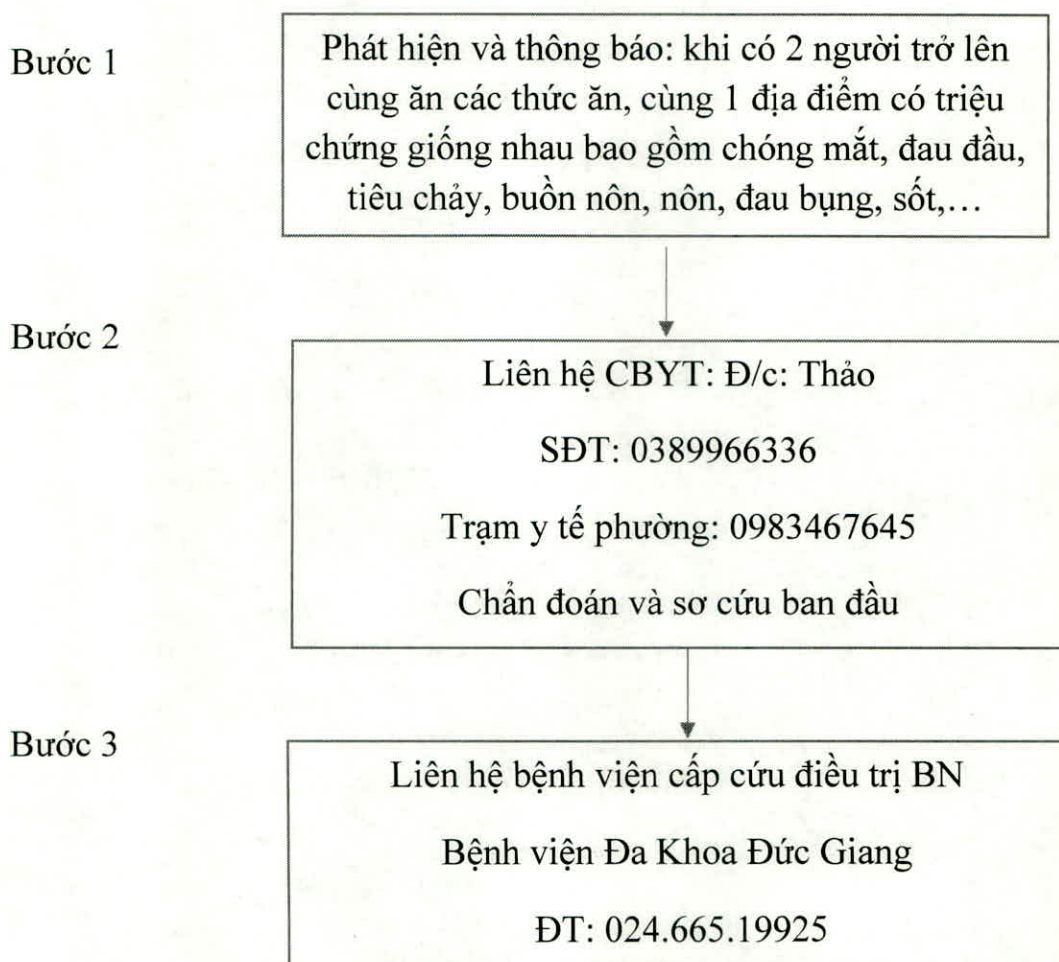 Bước 1
Phát hiện và thông báo: khi có 2 người trở lên
cùng ăn các thức ăn, cùng 1 địa điểm có triệu
chứng giống nhau bao gồm chóng mắt, đau đầu,
tiêu chảy, buồn nôn, nôn, đau bụng, sốt,…
Bước 2
Liên hệ CBYT: Đ/c: Thảo
SĐT: 0389966336
Trạm y tế phường: 0983467645
Chẩn đoán và sơ cứu ban đầu
Bước 3
Liên hệ bệnh viện cấp cứu điều trị BN
Bệnh viện Đa Khoa Đức Giang
ĐT: 024.665.19925